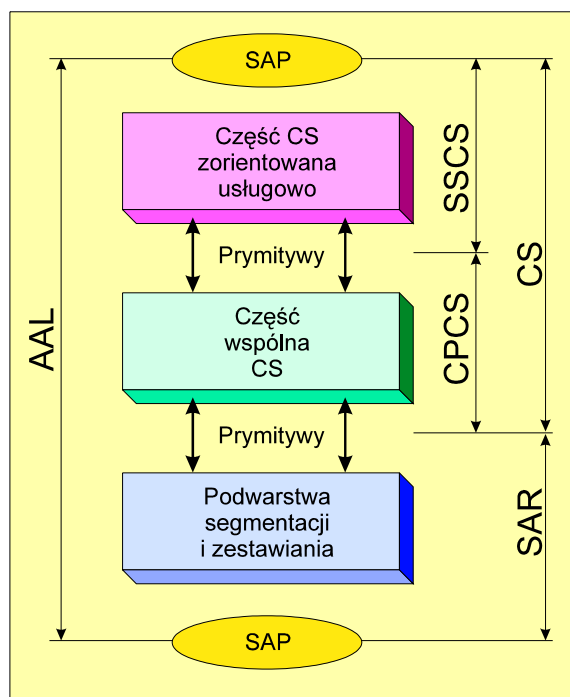 SAP
Część CS
zorientowana
usługowo
Prymitywy
Część
wspólna
CS
Prymitywy
Podwarstwa
segmentacji
i zestawiania
SAP
AAL
SSCS
CPCS
CS
SAR